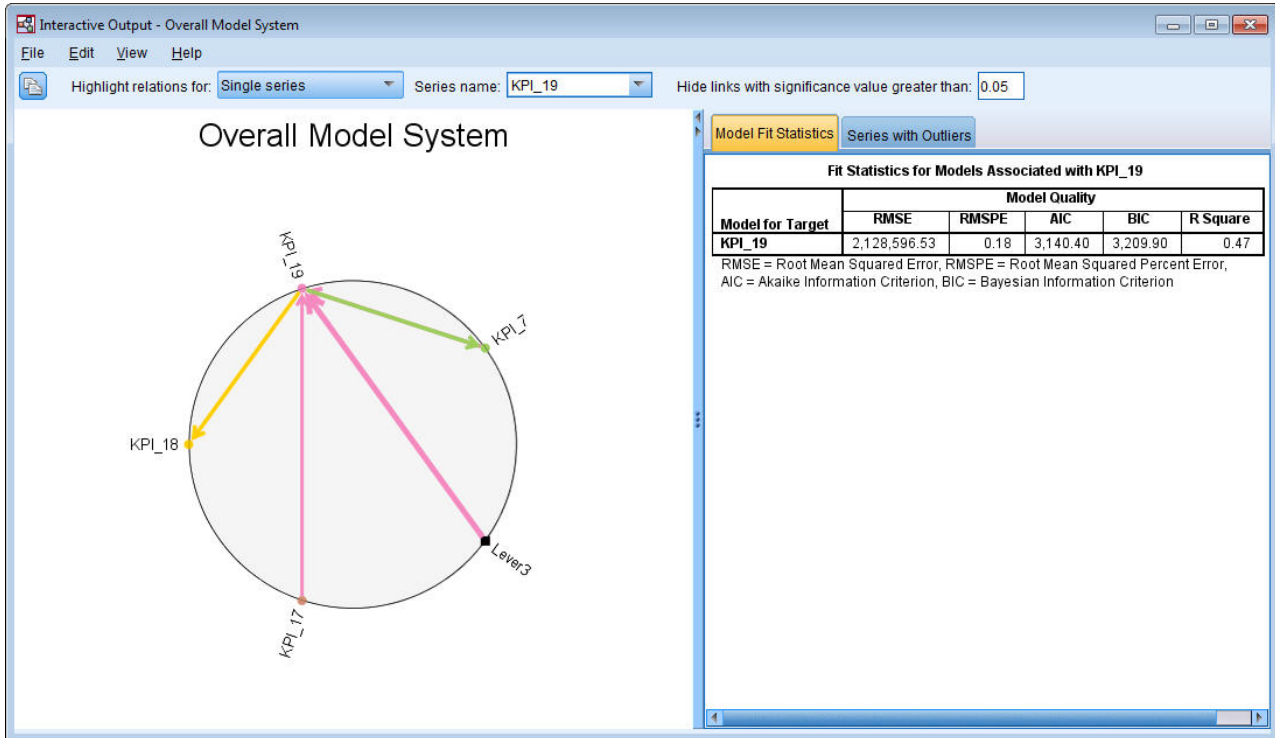 Interactive Output - Overall Model System
File Edit View Help
Highlight relations for: Single series Series name: KPI_19 Hide links with significance value greater than: 0.05
Overall Model System
KPI_19
KPI_7
KPI_18
Lever3
KPI_17
Model Fit Statistics Series with Outliers
Fit Statistics for Models Associated with KPI_19
Model Quality
Model for Target RMSE RMSPE AIC BIC R Square
KPI_19 2,128,596.53 0.18 3,140.40 3,209.90 0.47
RMSE = Root Mean Squared Error, RMSPE = Root Mean Squared Percent Error,
AIC = Akaike Information Criterion, BIC = Bayesian Information Criterion